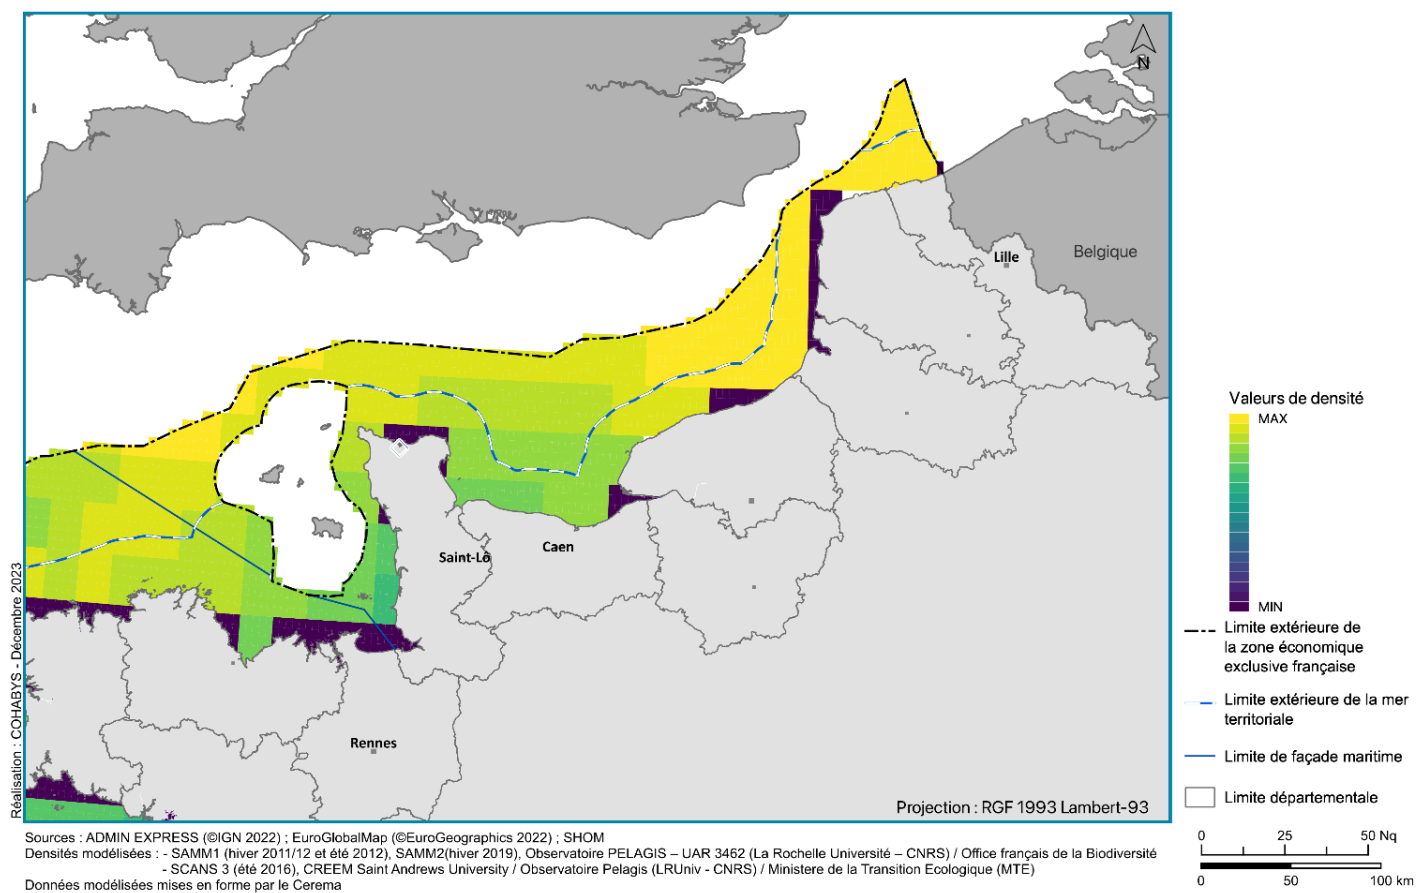 N
Belgique
Lille
Saint-Lô
Caen
Rennes
Projection : RGF 1993 Lambert-93
Réalisation : COHABYS - Décembre 2023
Valeurs de densité
MAX
MIN
Limite extérieure de
la zone économique
exclusive française
Limite extérieure de la mer
territoriale
Limite de façade maritime
Limite départementale
0 25 50 Nq
0 50 100 km
Sources : ADMIN EXPRESS (©IGN 2022) ; EuroGlobalMap (©EuroGeographics 2022) ; SHOM
Densités modélisées : - SAMM1 (hiver 2011/12 et été 2012), SAMM2(hiver 2019), Observatoire PELAGIS – UAR 3462 (La Rochelle Université – CNRS) / Office français de la Biodiversité
- SCANS 3 (été 2016), CREEM Saint Andrews University / Observatoire Pelagis (LRUniv - CNRS) / Ministere de la Transition Ecologique (MTE)
Données modélisées mises en forme par le Cerema